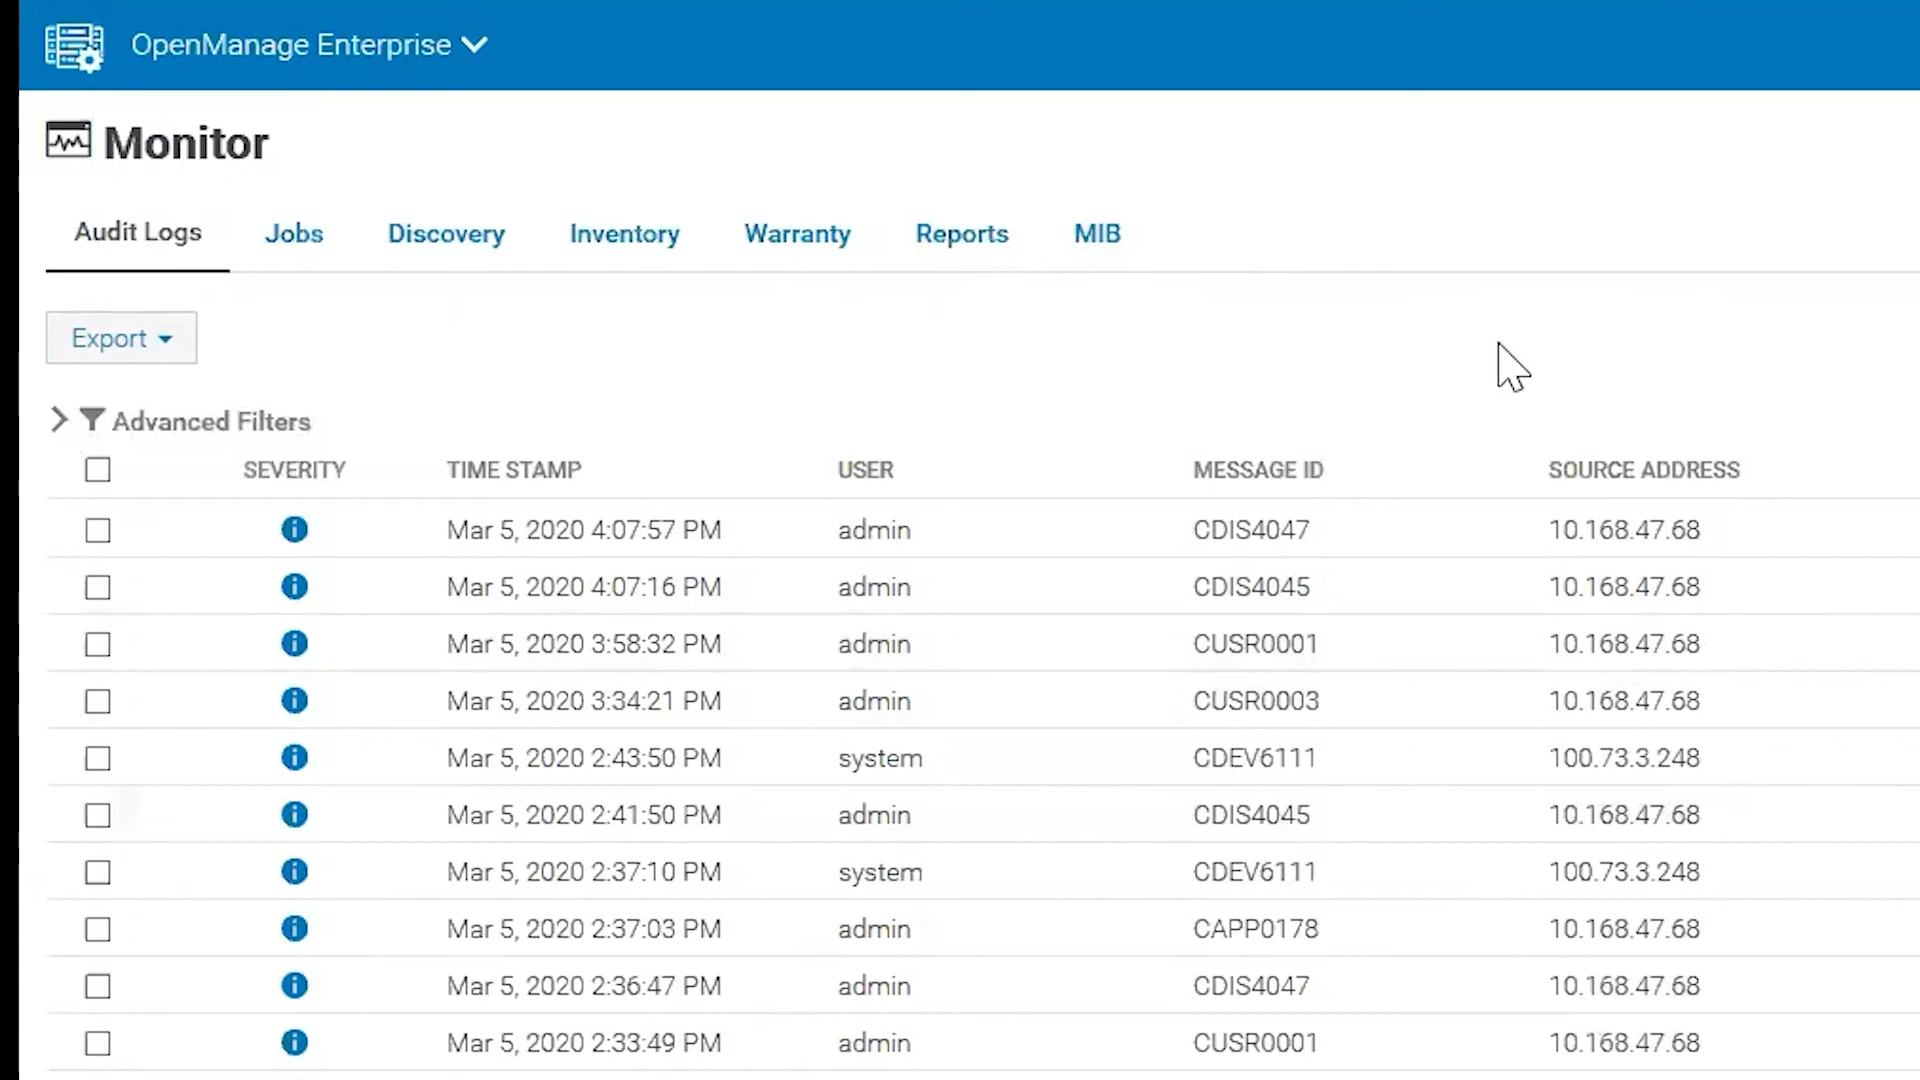 OpenManage Enterprise
Monitor
Audit Logs Jobs Discovery Inventory Warranty Reports MIB
Export
Advanced Filters
SEVERITY TIME STAMP USER MESSAGE ID SOURCE ADDRESS
Mar 5, 2020 4:07:57 PM admin CDIS4047 10.168.47.68
Mar 5, 2020 4:07:16 PM admin CDIS4045 10.168.47.68
Mar 5, 2020 3:58:32 PM admin CUSR0001 10.168.47.68
Mar 5, 2020 3:34:21 PM admin CUSR0003 10.168.47.68
Mar 5, 2020 2:43:50 PM system CDEV6111 100.73.3.248
Mar 5, 2020 2:41:50 PM admin CDIS4045 10.168.47.68
Mar 5, 2020 2:37:10 PM system CDEV6111 100.73.3.248
Mar 5, 2020 2:37:03 PM admin CAPP0178 10.168.47.68
Mar 5, 2020 2:36:47 PM admin CDIS4047 10.168.47.68
Mar 5, 2020 2:33:49 PM admin CUSR0001 10.168.47.68